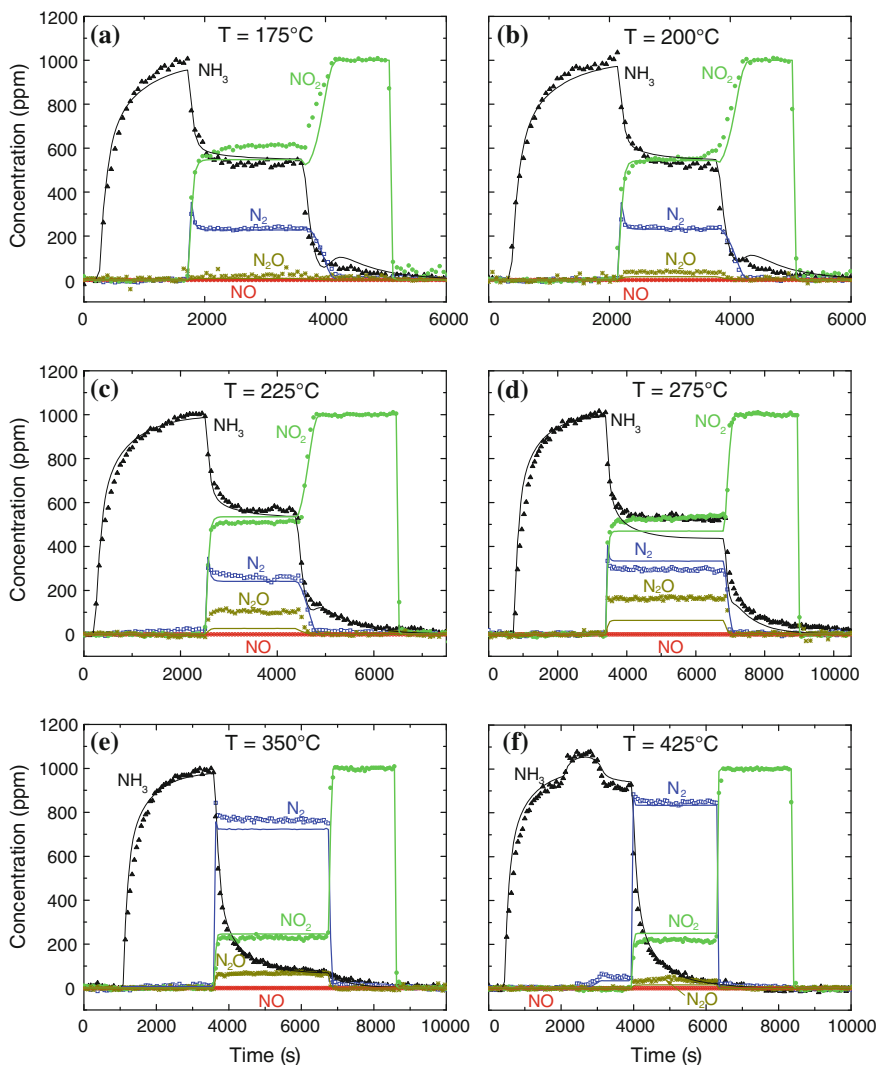 (a) T = 175°C
(b) T = 200°C
1200
1000
800
600
400
200
0
Concentration (ppm)
NH3
NO2
N2
N2O
NO
0 2000 4000 6000
NH3
NO2
N2
N2O
NO
0 2000 4000 6000
(c) T = 225°C
(d) T = 275°C
1200
1000
800
600
400
200
0
Concentration (ppm)
NH3
NO2
N2
N2O
NO
0 2000 4000 6000
NH3
NO2
N2
N2O
NO
0 2000 4000 6000 8000 10000
(e) T = 350°C
(f) T = 425°C
1200
1000
800
600
400
200
0
Concentration (ppm)
NH3
N2
NO2
N2O
NO
0 2000 4000 6000 8000 10000
Time (s)
NH3
N2
NO2
N2O
NO
0 2000 4000 6000 8000 10000
Time (s)